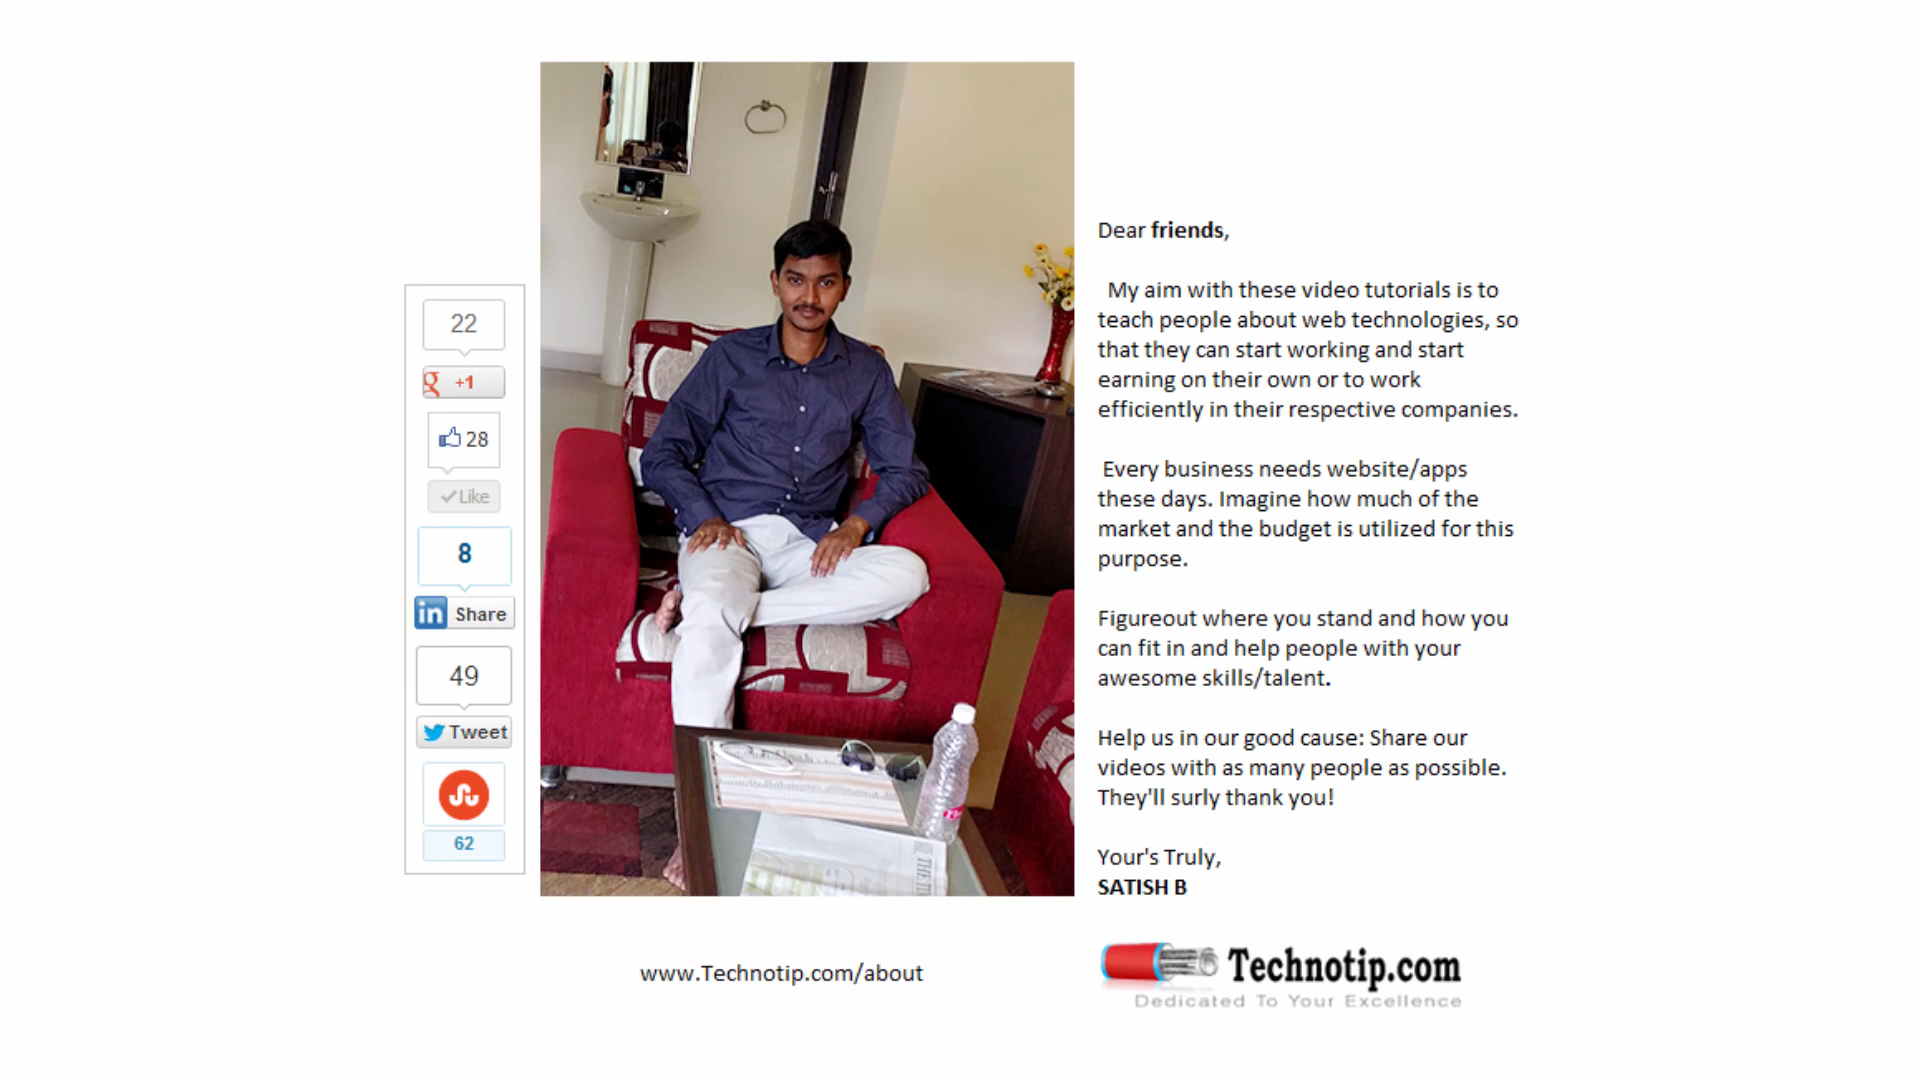 22
g +1
28
Like
8
in Share
49
Tweet
62
Dear friends,
My aim with these video tutorials is to
teach people about web technologies, so
that they can start working and start
earning on their own or to work
efficiently in their respective companies.
Every business needs website/apps
these days. Imagine how much of the
market and the budget is utilized for this
purpose.
Figureout where you stand and how you
can fit in and help people with your
awesome skills/talent.
Help us in our good cause: Share our
videos with as many people as possible.
They'll surly thank you!
Your's Truly,
SATISH B
www.Technotip.com/about
Technotip.com
Dedicated To Your Excellence